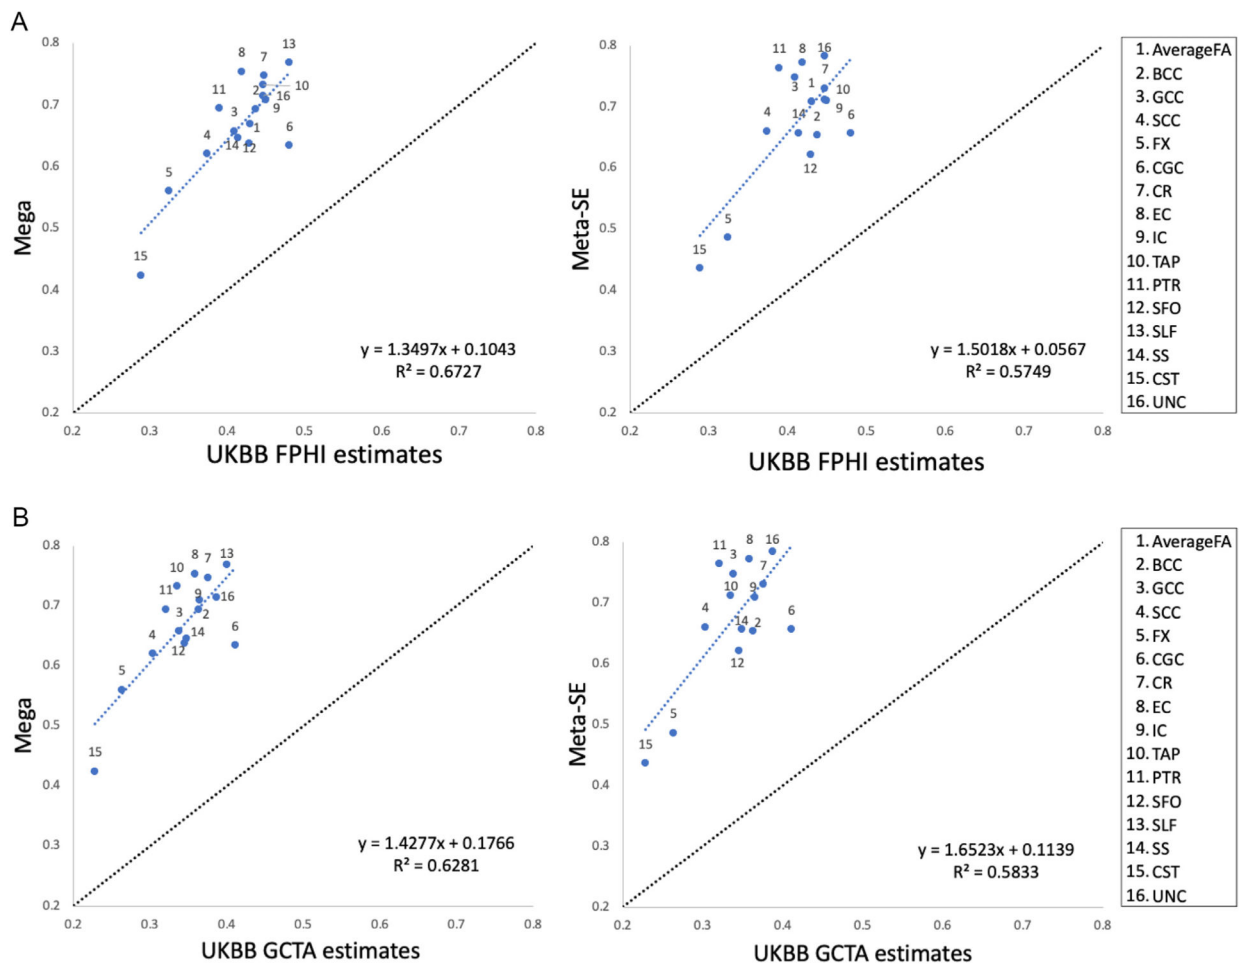 A
0.8
0.7
0.6
0.5
0.4
0.3
0.2
Mega
13
8
7
10
2
16
11
9
3
1
6
14
12
4
5
15
y = 1.3497x + 0.1043
R² = 0.6727
0.2 0.3 0.4 0.5 0.6 0.7 0.8
UKBB FPHI estimates
0.8
0.7
0.6
0.5
0.4
0.3
0.2
Meta-SE
11 8 16
7
3 1 10
9
4 14 2 6
12
5
15
y = 1.5018x + 0.0567
R² = 0.5749
0.2 0.3 0.4 0.5 0.6 0.7 0.8
UKBB FPHI estimates
1. AverageFA
2. BCC
3. GCC
4. SCC
5. FX
6. CGC
7. CR
8. EC
9. IC
10. TAP
11. PTR
12. SFO
13. SLF
14. SS
15. CST
16. UNC
B
0.8
0.7
0.6
0.5
0.4
0.3
0.2
Mega
8 7 13
10
11 9 16
3 2
4 14 6
12
5
15
y = 1.4277x + 0.1766
R² = 0.6281
0.2 0.3 0.4 0.5 0.6 0.7 0.8
UKBB GCTA estimates
0.8
0.7
0.6
0.5
0.4
0.3
0.2
Meta-SE
11 8 16
3
7
10 9
4 14 2 6
12
5
15
y = 1.6523x + 0.1139
R² = 0.5833
0.2 0.3 0.4 0.5 0.6 0.7 0.8
UKBB GCTA estimates
1. AverageFA
2. BCC
3. GCC
4. SCC
5. FX
6. CGC
7. CR
8. EC
9. IC
10. TAP
11. PTR
12. SFO
13. SLF
14. SS
15. CST
16. UNC